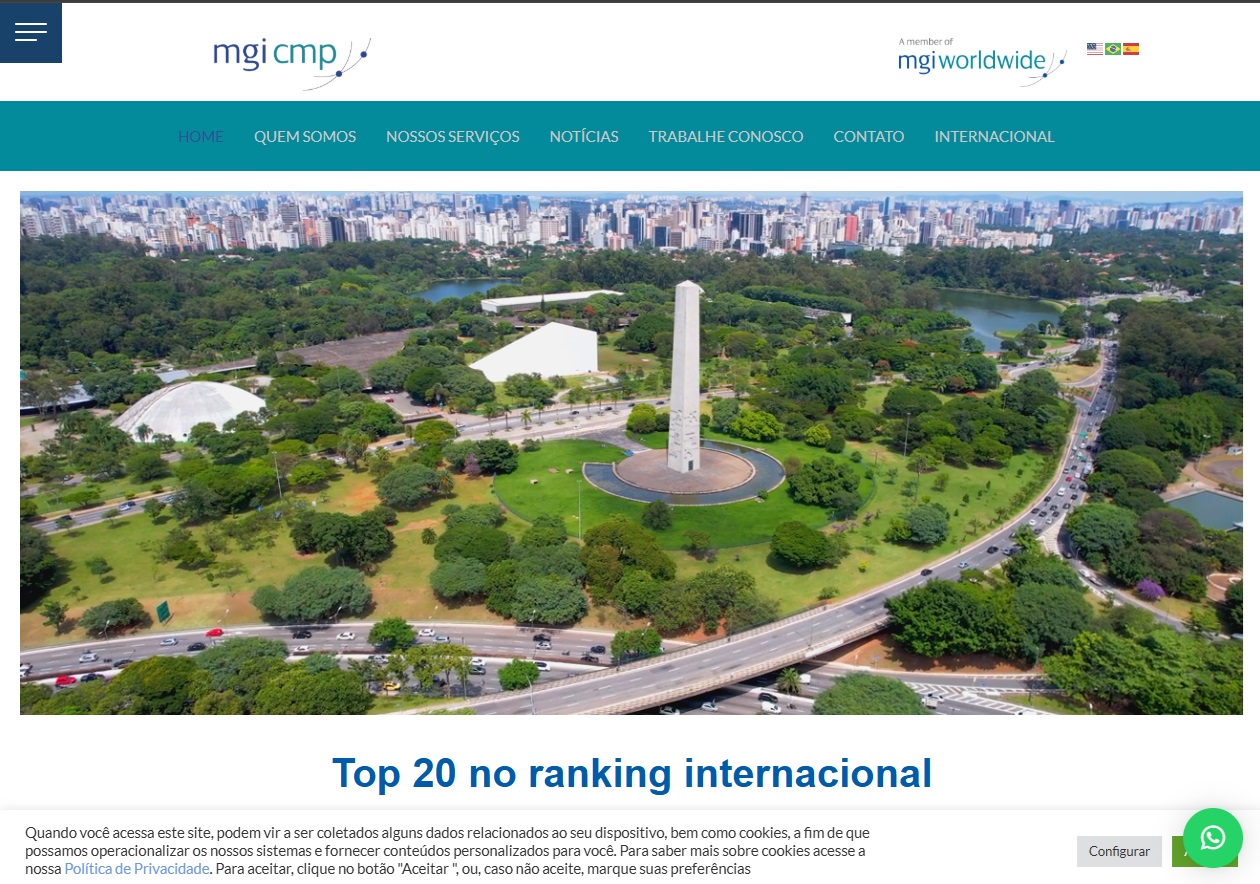 mgi cmp
A member of
mgiworldwide
HOME QUEM SOMOS NOSSOS SERVIÇOS NOTÍCIAS TRABALHE CONOSCO CONTATO INTERNACIONAL
Top 20 no ranking internacional
Quando você acessa este site, podem vir a ser coletados alguns dados relacionados ao seu dispositivo, bem como cookies, a fim de que
possamos operacionalizar os nossos sistemas e fornecer conteúdos personalizados para você. Para saber mais sobre cookies acesse a
nossa Política de Privacidade. Para aceitar, clique no botão "Aceitar ", ou, caso não aceite, marque suas preferências
Configurar